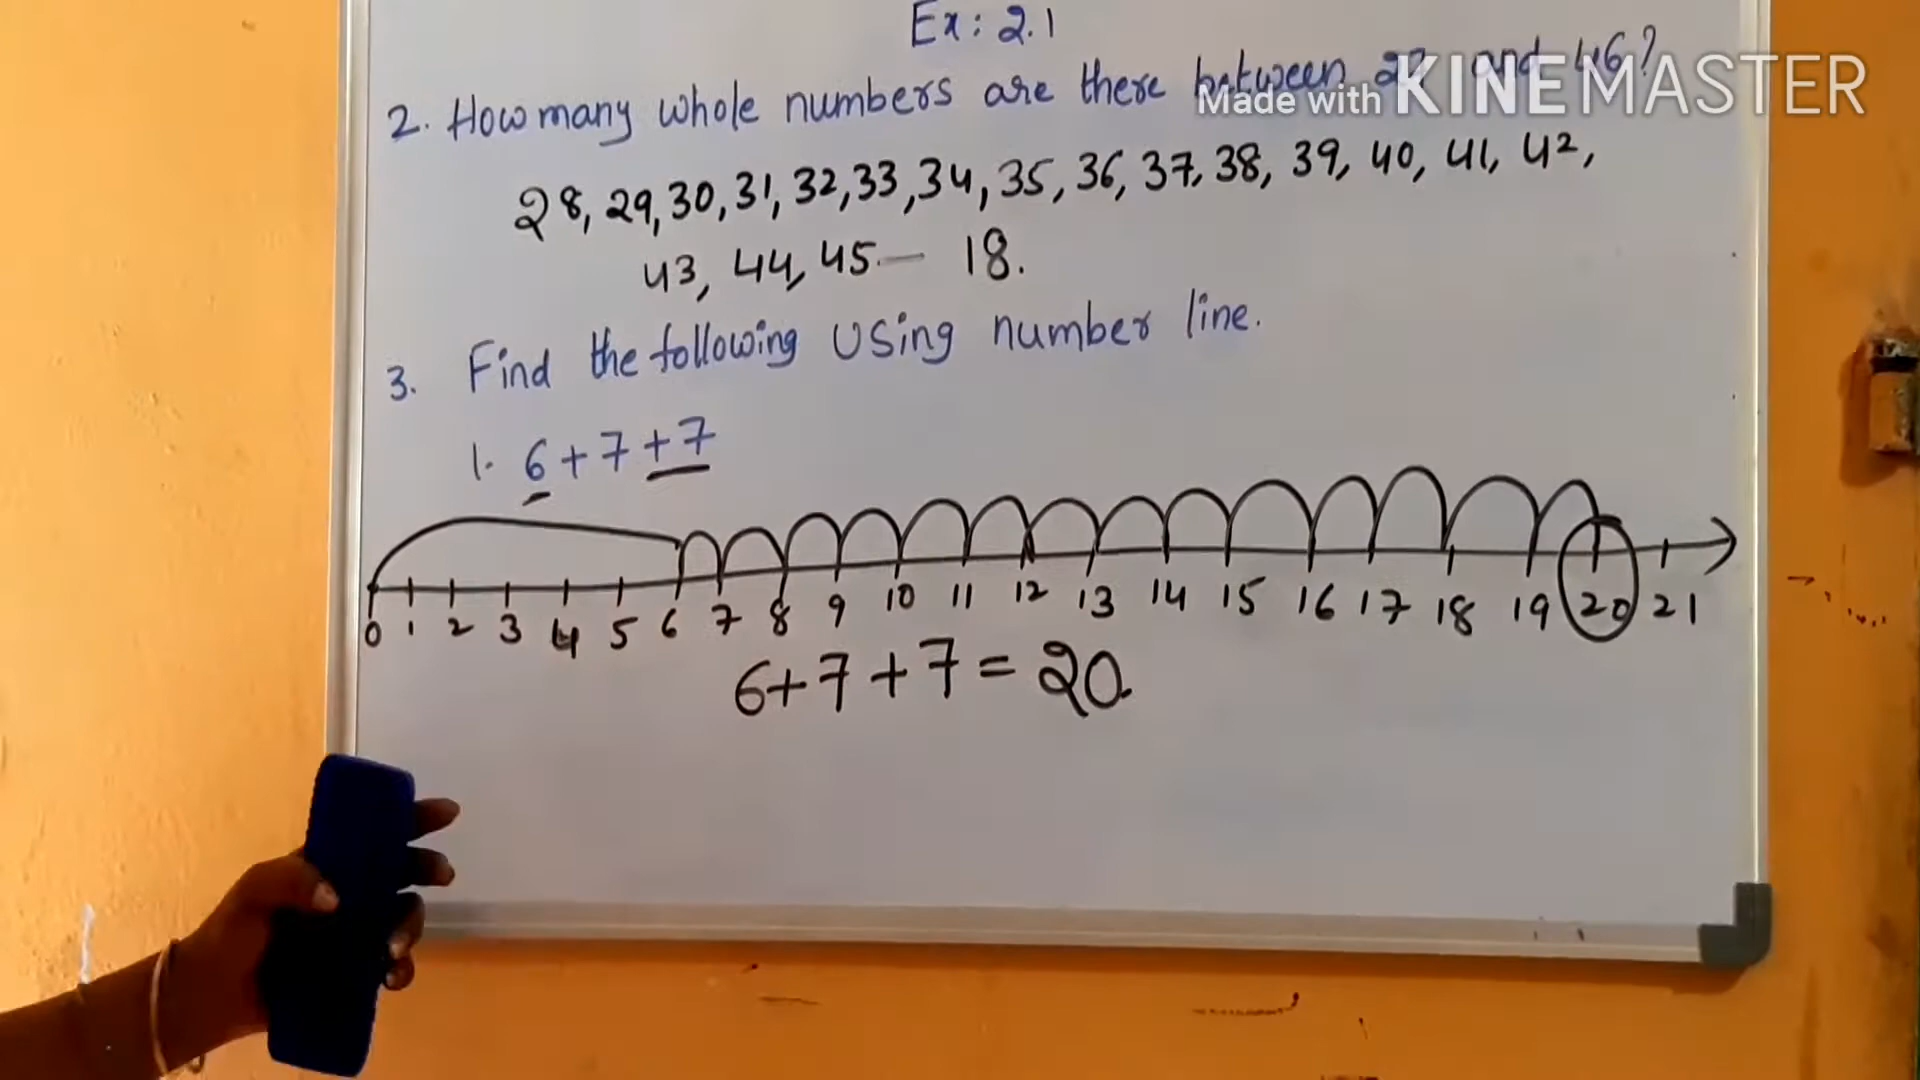 Ex: 2.1
2. How many whole numbers are there between and 46?
Made with KINEMASTER
28, 29, 30, 31, 32, 33, 34, 35, 36, 37, 38, 39, 40, 41, 42,
43, 44, 45 — 18.
3. Find the following Using number line.
1. 6+7+7
0 1 2 3 4 5 6 7 8 9 10 11 12 13 14 15 16 17 18 19 20 21
6+7+7=20.